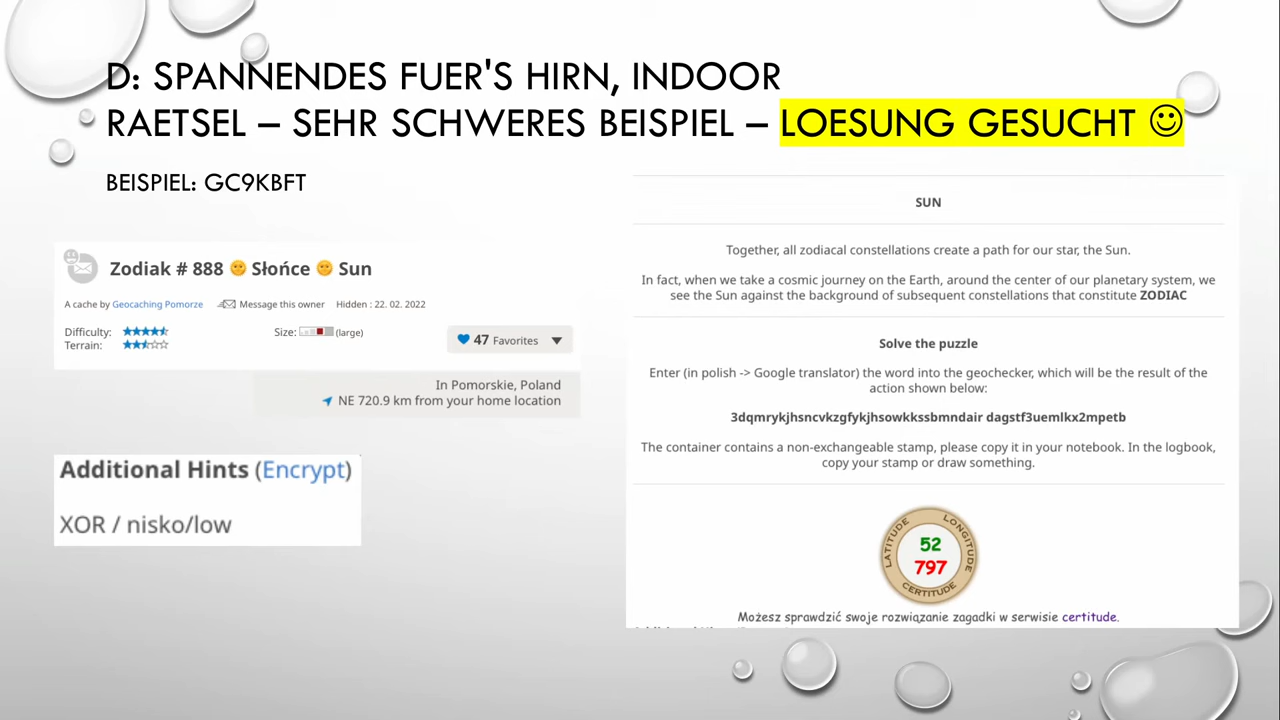 D: SPANNENDES FUER'S HIRN, INDOOR
RAETSEL – SEHR SCHWERES BEISPIEL – LOESUNG GESUCHT ☺
BEISPIEL: GC9KBFT
Zodiak # 888 🌞 Słońce 🌞 Sun
A cache by Geocaching Pomorze Message this owner Hidden : 22. 02. 2022
Difficulty:
Terrain:
Size: (large)
47 Favorites
In Pomorskie, Poland
NE 720.9 km from your home location
Additional Hints (Encrypt)
XOR / nisko/low
SUN
Together, all zodiacal constellations create a path for our star, the Sun.
In fact, when we take a cosmic journey on the Earth, around the center of our planetary system, we
see the Sun against the background of subsequent constellations that constitute ZODIAC
Solve the puzzle
Enter (in polish -> Google translator) the word into the geochecker, which will be the result of the
action shown below:
3dqmrykjhsncvkzgfykjhsowkkssbmndair dagstf3uemlkx2mpetb
The container contains a non-exchangeable stamp, please copy it in your notebook. In the logbook,
copy your stamp or draw something.
LATITUDE LONGITUDE
52
797
CERTITUDE
Możesz sprawdzić swoje rozwiązanie zagadki w serwisie certitude.